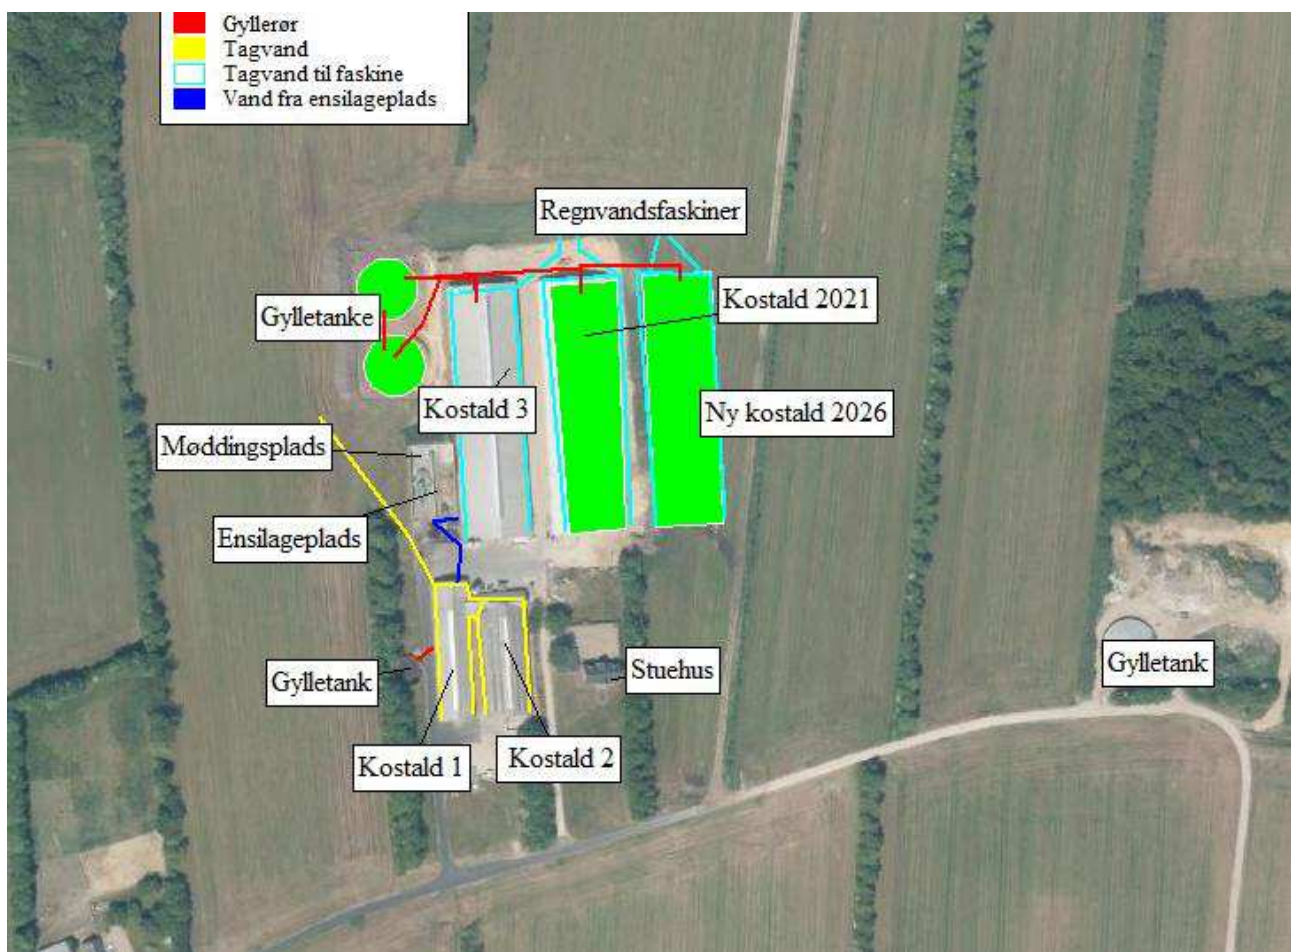 Gyllerør
Tagvand
Tagvand til faskine
Vand fra ensilageplads
Regnvandsfaskiner
Kostald 2021
Gylletanke
Kostald 3
Ny kostald 2026
Møddingsplads
Ensilageplads
Gylletank
Stuehus
Gylletank
Kostald 1
Kostald 2